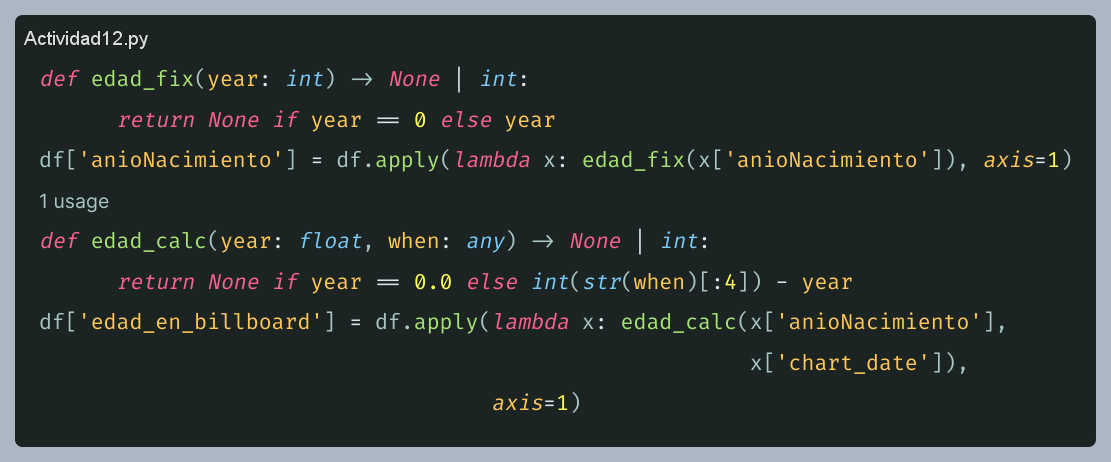 Actividad12.py
def edad_fix(year: int) -> None | int:
return None if year == 0 else year
df['anioNacimiento'] = df.apply(lambda x: edad_fix(x['anioNacimiento']), axis=1)
1 usage
def edad_calc(year: float, when: any) -> None | int:
return None if year == 0.0 else int(str(when)[:4]) - year
df['edad_en_billboard'] = df.apply(lambda x: edad_calc(x['anioNacimiento'],
x['chart_date']),
axis=1)